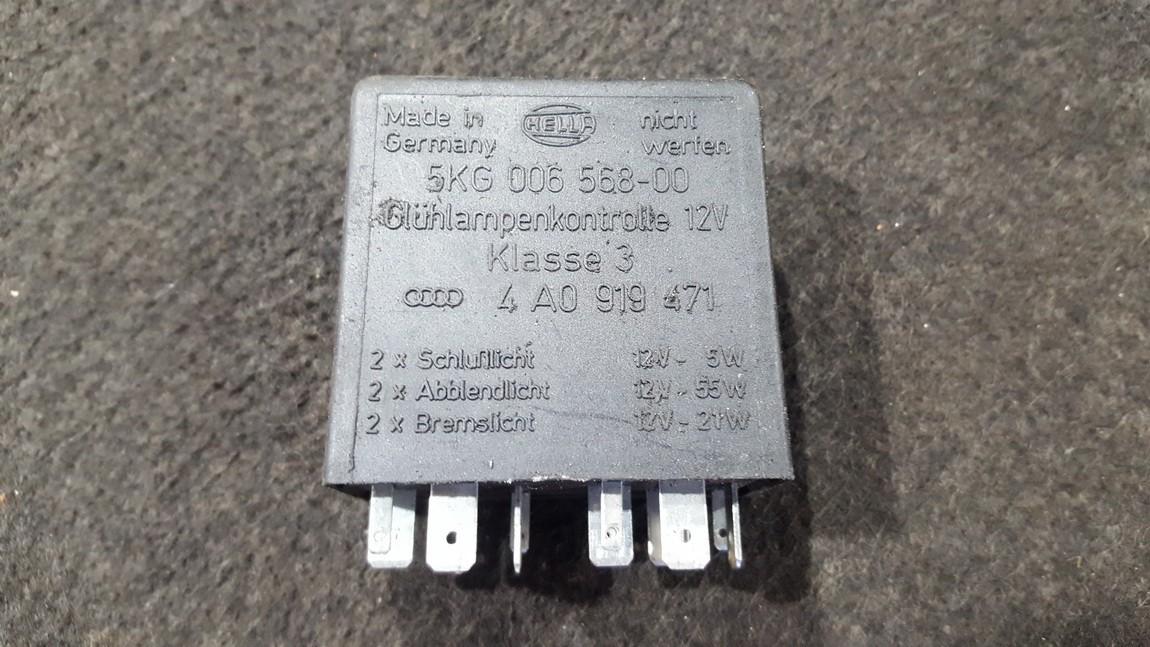 Made in HELLA nicht
Germany werfen
5KG 006 568-00
Glühlampenkontrolle 12V
Klasse 3
4 A0 919 471
2 x Schlußlicht 12V - 5W
2 x Abblendlicht 12V - 55W
2 x Bremslicht 12V - 21W